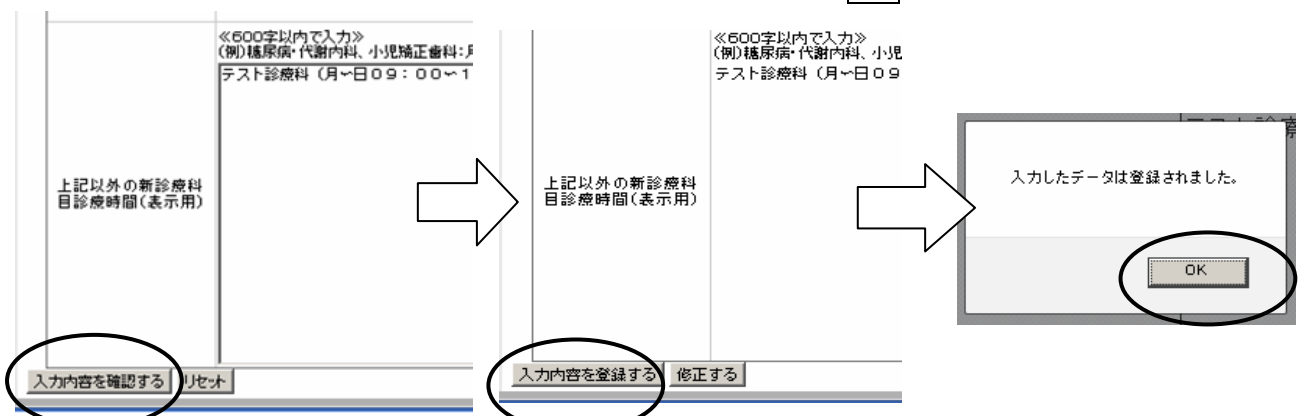 ≪600字以内で入力≫
(例)糖尿病・代謝内科、小児矯正歯科:月
テスト診療科（月～日０９：００～１
上記以外の新診療科
目診療時間(表示用)
入力内容を確認する
リセット
≪600字以内で入力≫
(例)糖尿病・代謝内科、小児
テスト診療科（月～日０９
上記以外の新診療科
目診療時間(表示用)
入力内容を登録する
修正する
入力したデータは登録されました。
OK